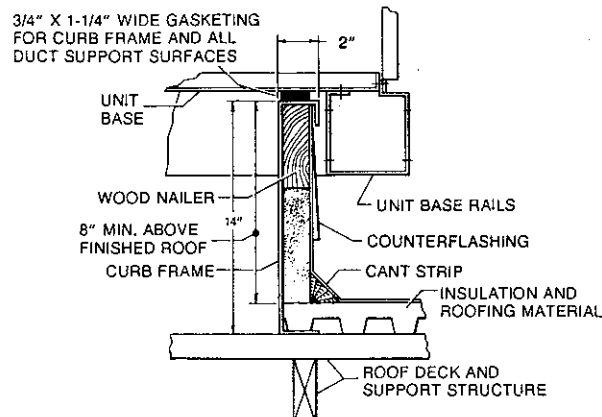 3/4" X 1-1/4" WIDE GASKETING
FOR CURB FRAME AND ALL
DUCT SUPPORT SURFACES
2"
UNIT
BASE
WOOD NAILER
14"
8" MIN. ABOVE
FINISHED ROOF
CURB FRAME
UNIT BASE RAILS
COUNTERFLASHING
CANT STRIP
INSULATION AND
ROOFING MATERIAL
ROOF DECK AND
SUPPORT STRUCTURE